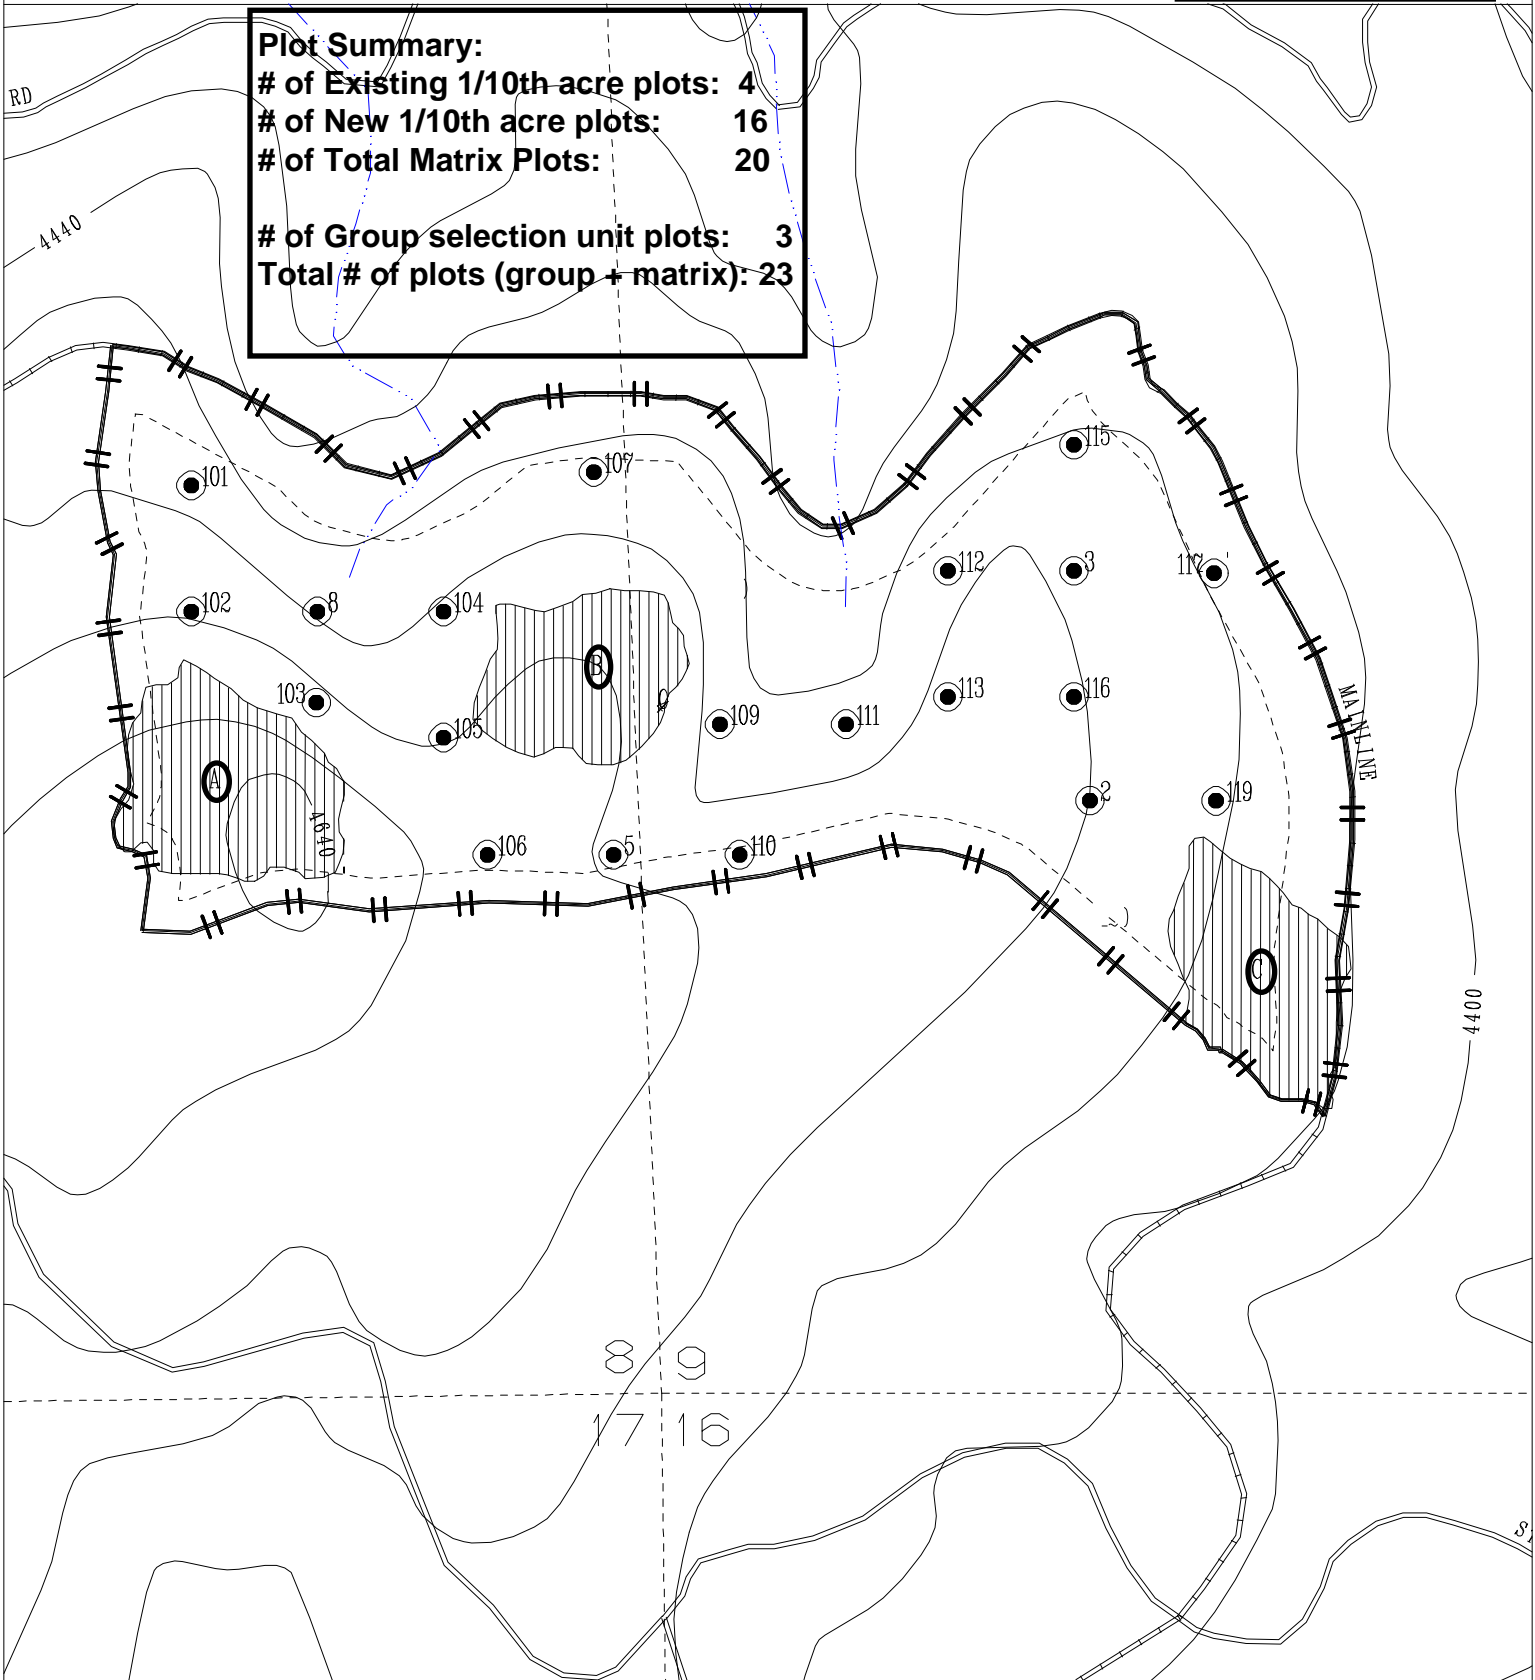 Plot Summary:
# of Existing 1/10th acre plots: 4
# of New 1/10th acre plots: 16
# of Total Matrix Plots: 20
# of Group selection unit plots: 3
Total # of plots (group + matrix): 23
RD
4440
115
107
101
112
3
117
102
8
104
B
103
113
116
MAINLINE
105
109
111
A
2
119
4640
106
5
110
C
4400
8 9
17 16